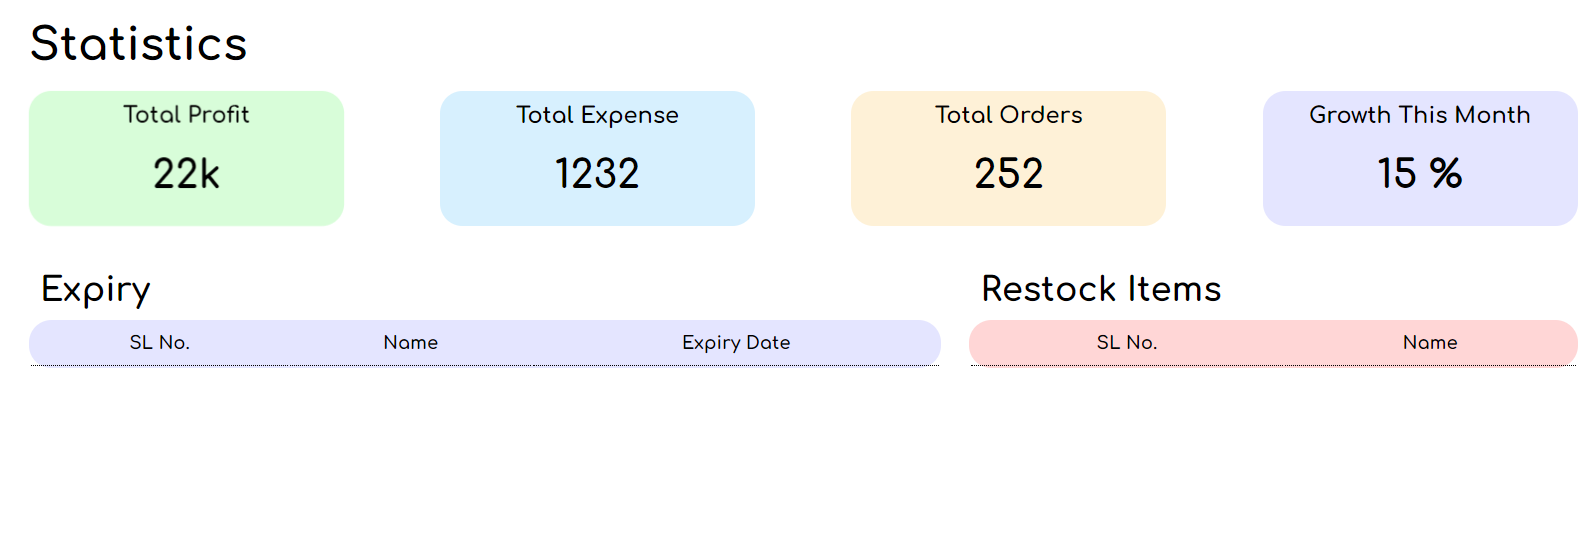 Statistics
Total Profit
22k
Total Expense
1232
Total Orders
252
Growth This Month
15 %
Expiry
SL No. Name Expiry Date
Restock Items
SL No. Name